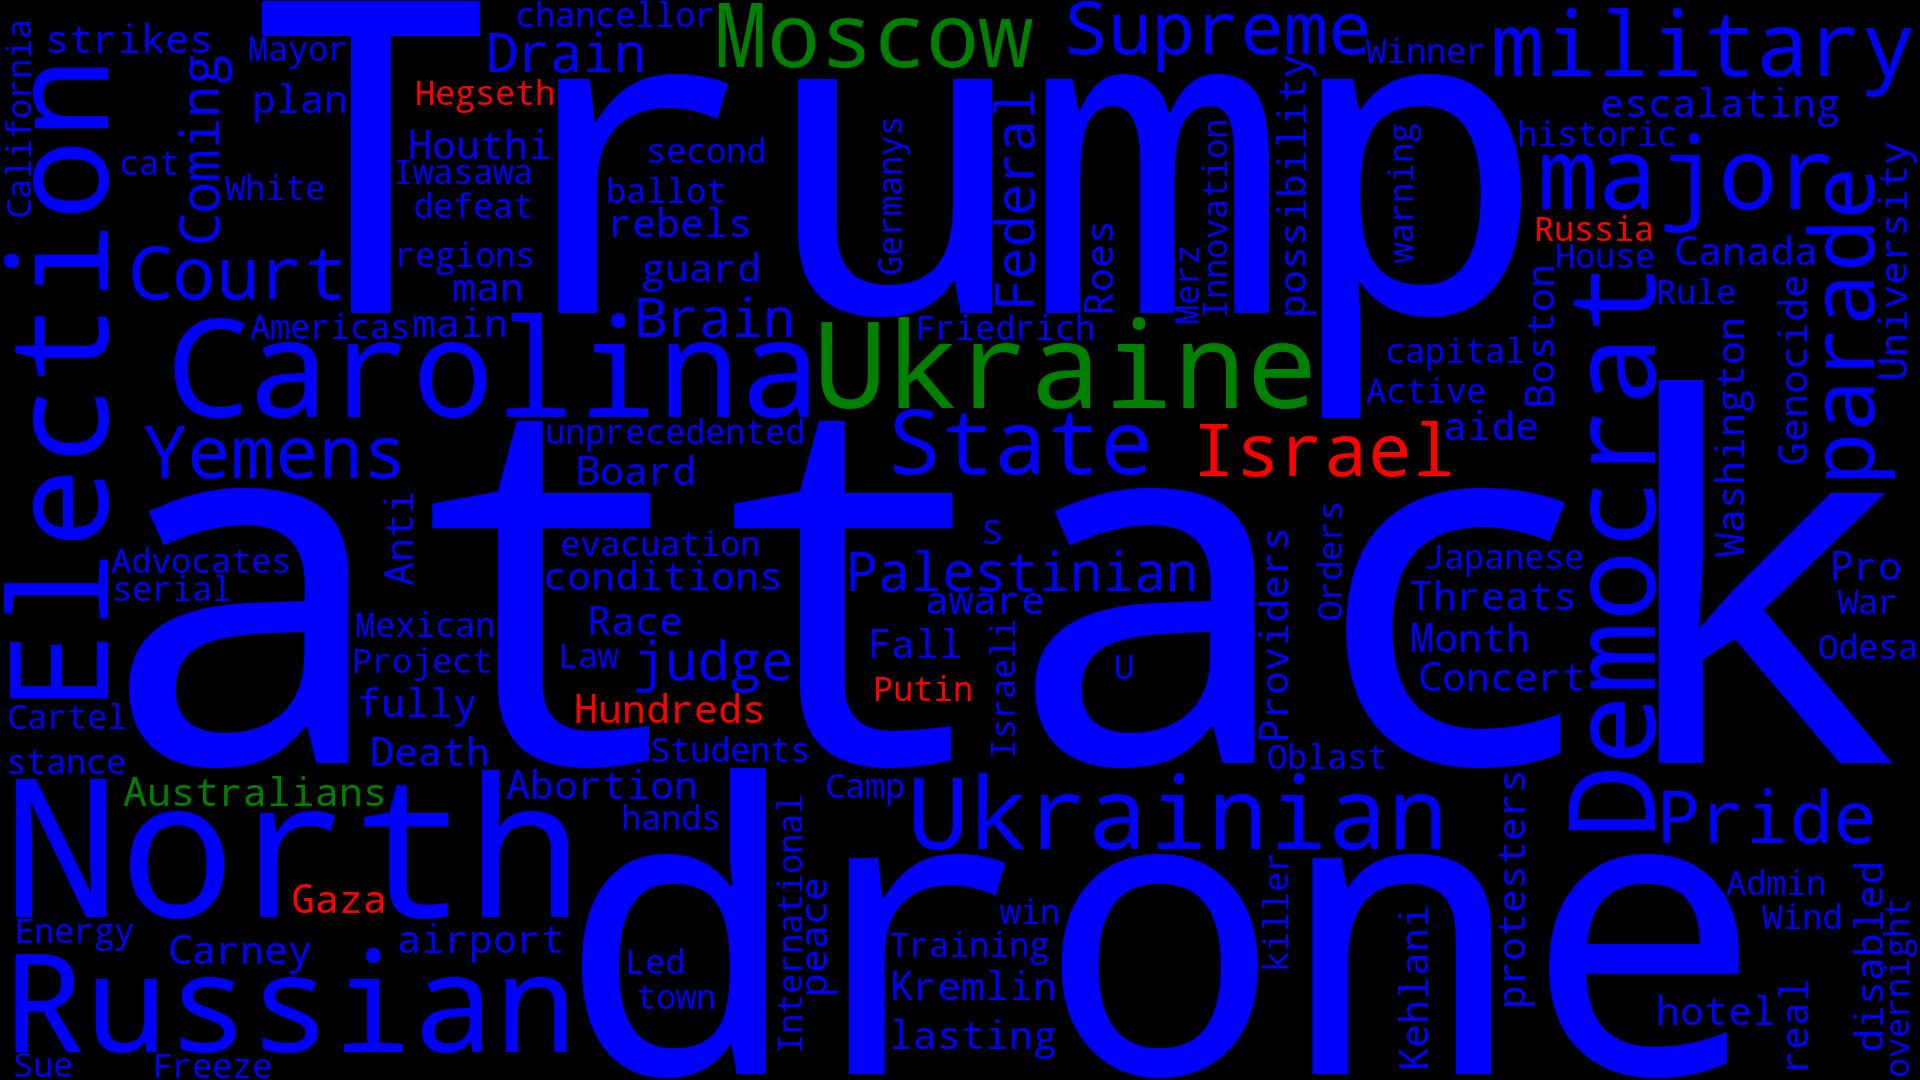 Trump
attack
drone
Election
North
Carolina
Ukraine
Russian
Ukrainian
Democrat
Moscow
Supreme
military
major
parade
Court
Yemens
State
Israel
Pride
Palestinian
judge
Drain
Brain
Federal
Coming
chancellor
strikes
Mayor
plan
Hegseth
Houthi
Iwasawa
defeat
second
ballot
rebels
regions
man
guard
cat
White
California
Americas
main
Germanys
Roes
Merz
Innovation
possibility
warning
Winner
escalating
historic
Russia
House
Canada
Rule
University
Friedrich
capital
Active
aide
Boston
Washington
Genocide
unprecedented
Board
Anti
Advocates
serial
evacuation
conditions
S
aware
Mexican
Project
Race
Law
fully
Hundreds
Fall
Putin
Israeli
U
Providers
Orders
Japanese
Threats
Month
Concert
Pro
War
Odesa
Cartel
stance
Death
Students
Oblast
Australians
Abortion
hands
Camp
Gaza
Energy
Carney
airport
Led
town
International
peace
win
Training
Kremlin
lasting
killer
Kehlani
protesters
Admin
Wind
hotel
real
disabled
overnight
Sue
Freeze